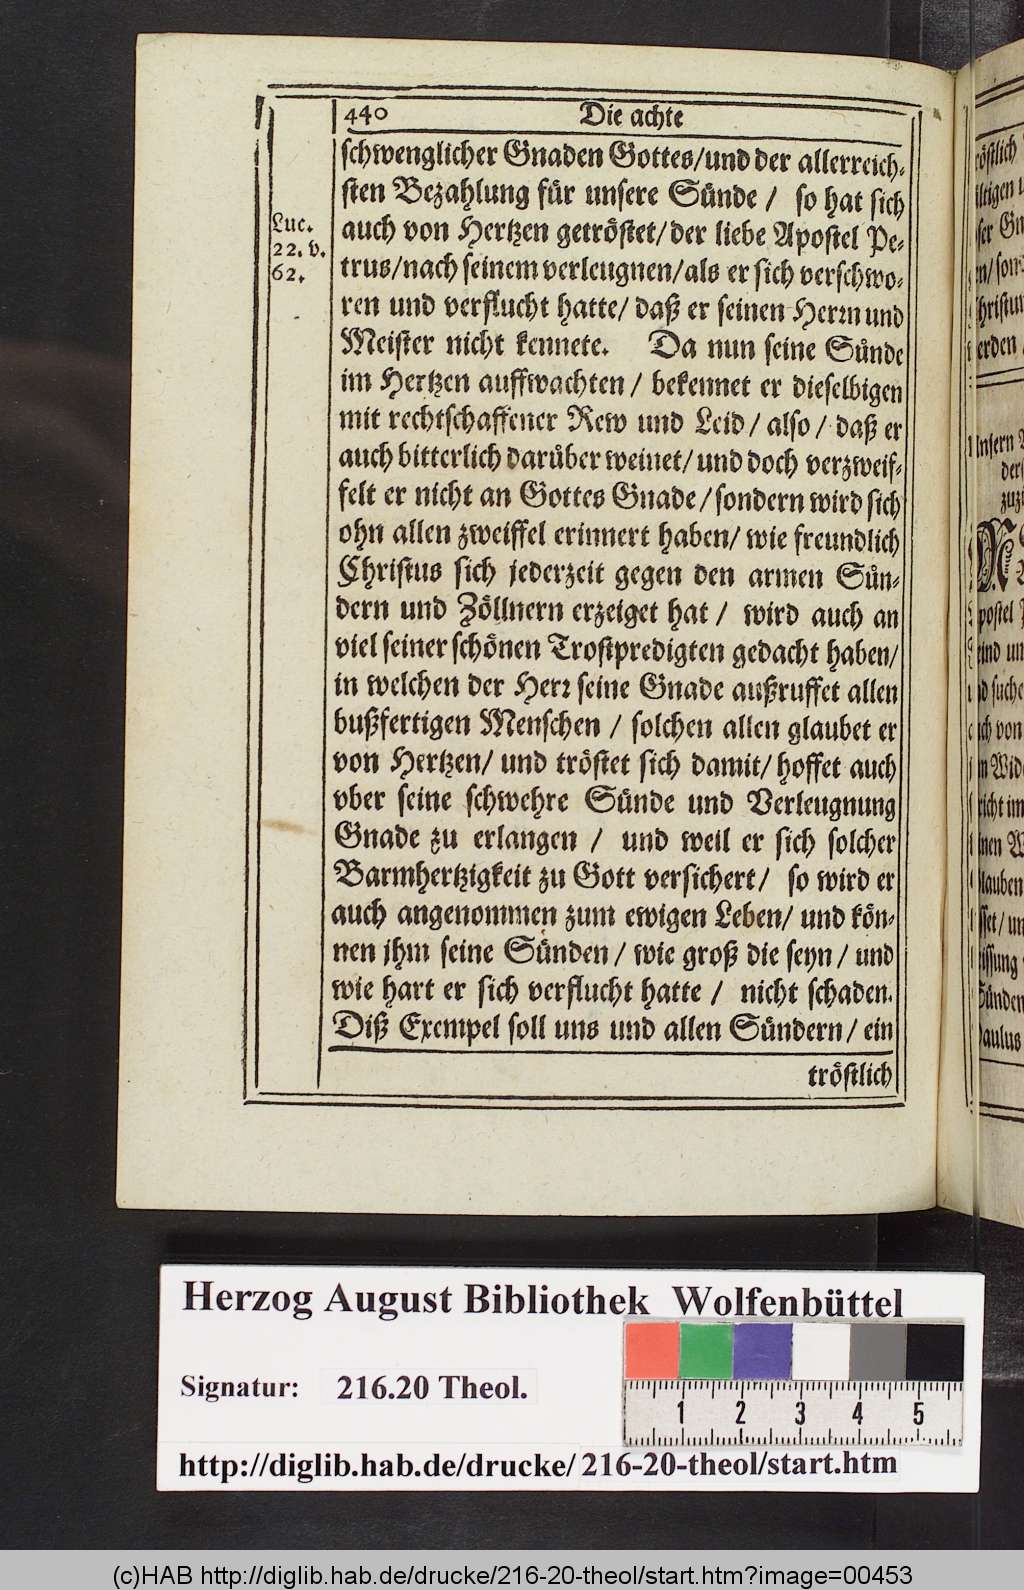 440 Die achte
schwenglicher Gnaden Gottes/und der allerreich-
sten Bezahlung für unsere Sünde / so hat sich
Luc.
22. v.
62.
auch von Hertzen getröstet/der liebe Apostel Pe-
trus/nach seinem verleugnen/als er sich verschwo-
ren und verflucht hatte/ daß er seinen Herrn und
Meister nicht kennete. Da nun seine Sünde
im Hertzen auffwachten / bekennet er dieselbigen
mit rechtschaffener Rew und Leid / also / daß er
auch bitterlich darüber weinet/ und doch verzweif-
felt er nicht an Gottes Gnade / sondern wird sich
ohn allen zweiffel erinnert haben/ wie freundlich
Christus sich jederzeit gegen den armen Sün-
dern und Zöllnern erzeiget hat / wird auch an
viel seiner schönen Trostpredigten gedacht haben/
in welchen der Herr seine Gnade außruffet allen
bußfertigen Menschen / solchen allen glaubet er
von Hertzen/ und tröstet sich damit/ hoffet auch
vber seine schwehre Sünde und Verleugnung
Gnade zu erlangen / und weil er sich solcher
Barmhertzigkeit zu Gott versichert/ so wird er
auch angenommen zum ewigen Leben/ und kön-
nen jhm seine Sünden / wie groß die seyn / und
wie hart er sich verflucht hatte / nicht schaden.
Diß Exempel soll uns und allen Sündern / ein
tröstlich
Herzog August Bibliothek Wolfenbüttel
Signatur: 216.20 Theol.
1 2 3 4 5
http://diglib.hab.de/drucke/216-20-theol/start.htm
(c)HAB http://diglib.hab.de/drucke/216-20-theol/start.htm?image=00453